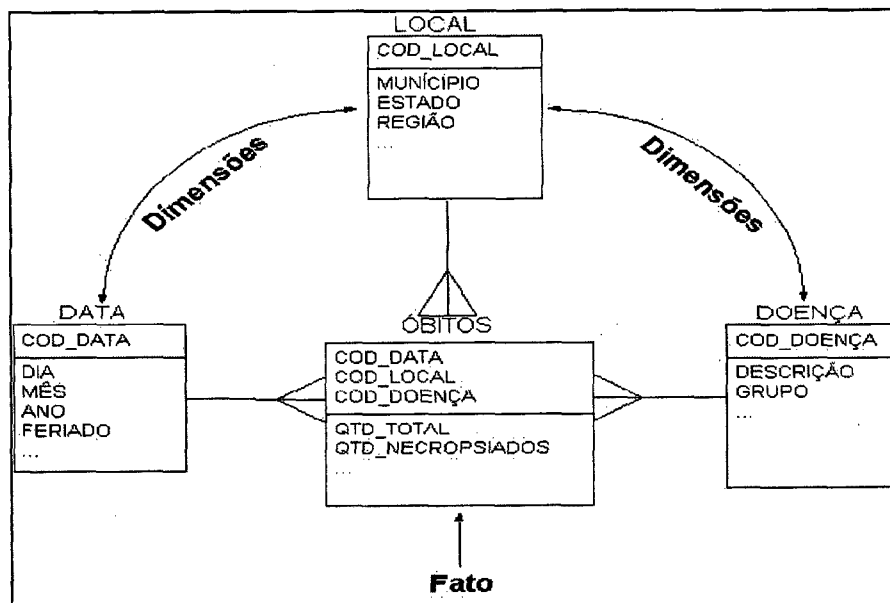 LOCAL
COD_LOCAL
MUNÍCÍPIO
ESTADO
REGIÃO
...
Dimensões
Dimensões
DATA
COD_DATA
DIA
MÊS
ANO
FERIADO
...
ÓBITOS
COD_DATA
COD_LOCAL
COD_DOENÇA
QTD_TOTAL
QTD_NECROPSIADOS
...
DOENÇA
COD_DOENÇA
DESCRIÇÃO
GRUPO
...
Fato